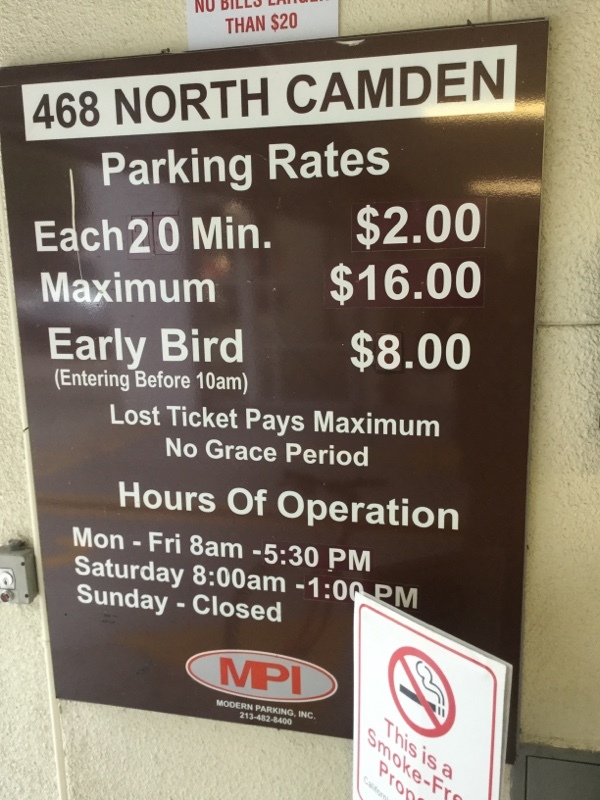 NO BILLS LARGER
THAN $20
468 NORTH CAMDEN
Parking Rates
Each 20 Min. $2.00
Maximum $16.00
Early Bird $8.00
(Entering Before 10am)
Lost Ticket Pays Maximum
No Grace Period
Hours Of Operation
Mon - Fri 8am -5:30 PM
Saturday 8:00am -1:00 PM
Sunday - Closed
MPI
MODERN PARKING, INC.
213-482-8400
This is a
Smoke-Fre
Prop